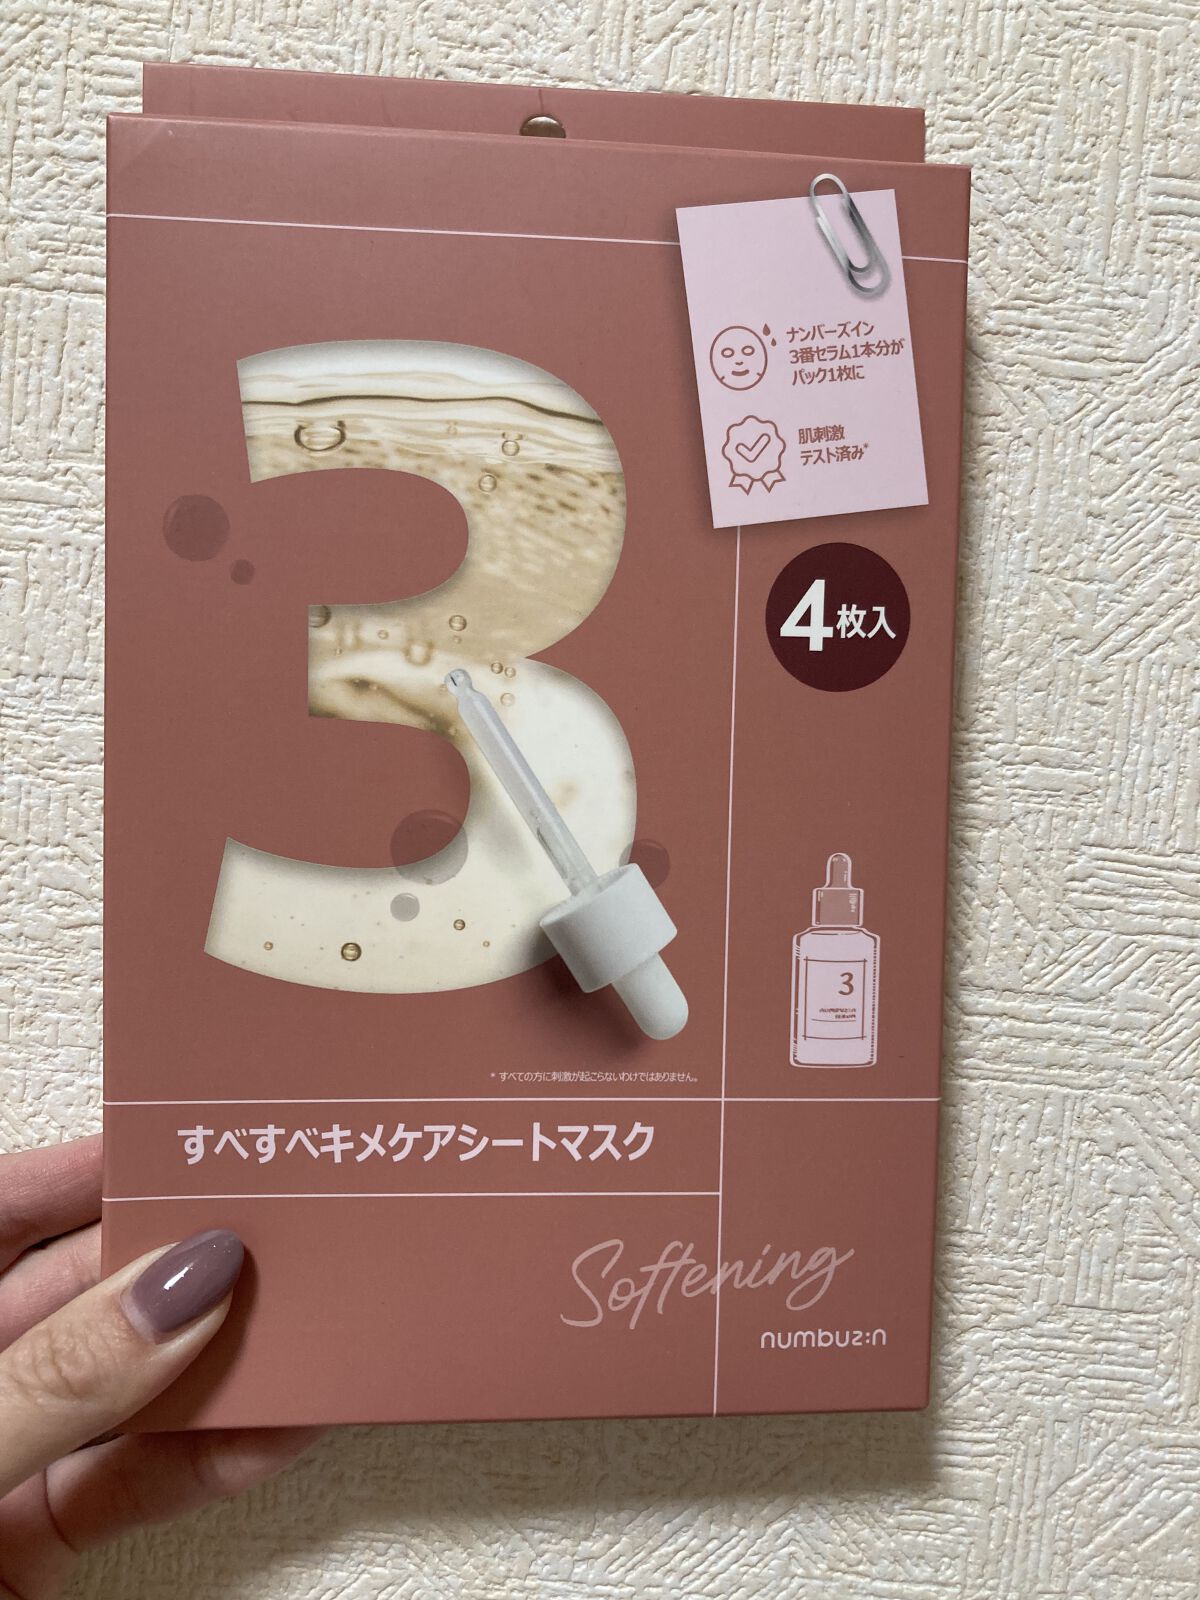 ナンバーズイン
3番セラム1本分が
パック1枚に
肌刺激
テスト済み*
4枚入
3
3
* すべての方に刺激が起こらないわけではありません。
すべすべキメケアシートマスク
Softening
numbuz:n